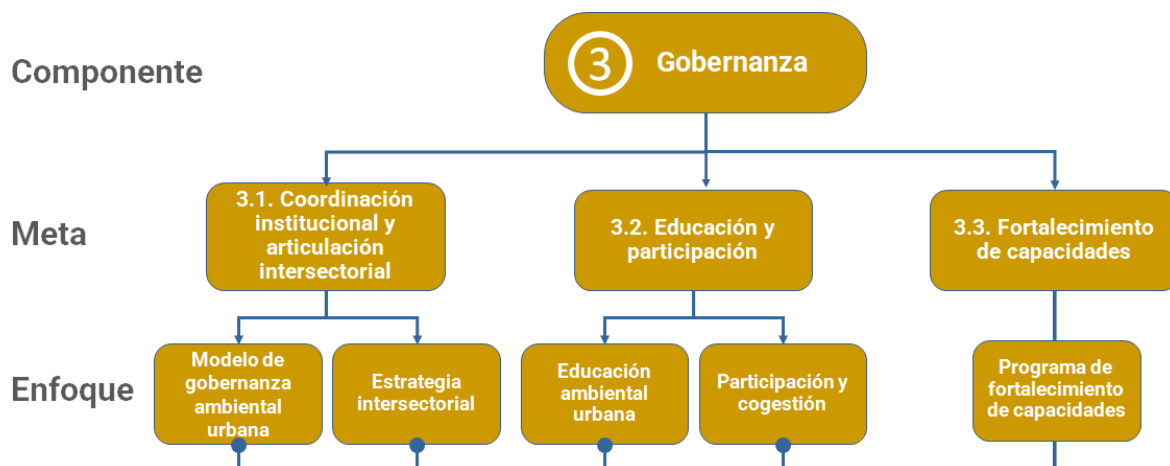 Componente
3 Gobernanza
Meta
3.1. Coordinación
institucional y
articulación
intersectorial
3.2. Educación y
participación
3.3. Fortalecimiento
de capacidades
Enfoque
Modelo de
gobernanza
ambiental
urbana
Estrategia
intersectorial
Educación
ambiental
urbana
Participación y
cogestión
Programa de
fortalecimiento
de capacidades